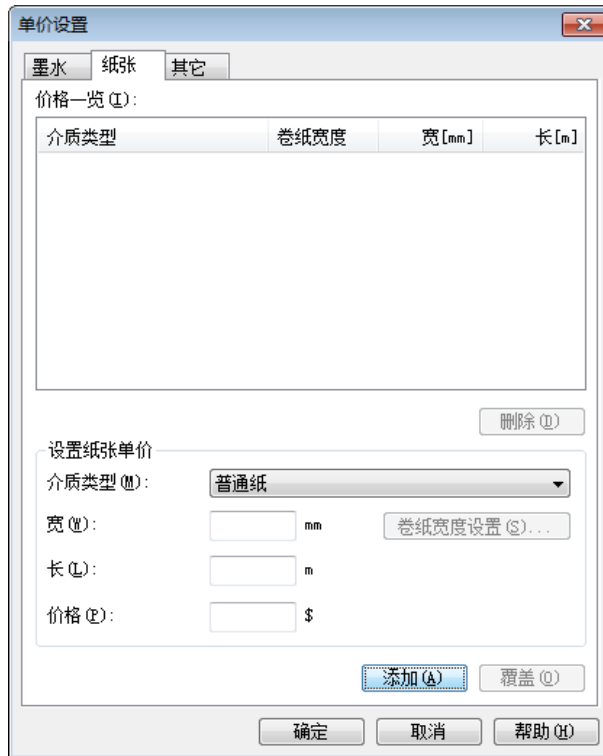 单价设置
墨水 纸张 其它
价格一览(I):
介质类型 卷纸宽度 宽[mm] 长[m]
删除(D)
设置纸张单价
介质类型(M): 普通纸
宽(W): mm 卷纸宽度设置(S)...
长(L): m
价格(P): $
添加(A) 覆盖(O)
确定 取消 帮助(H)